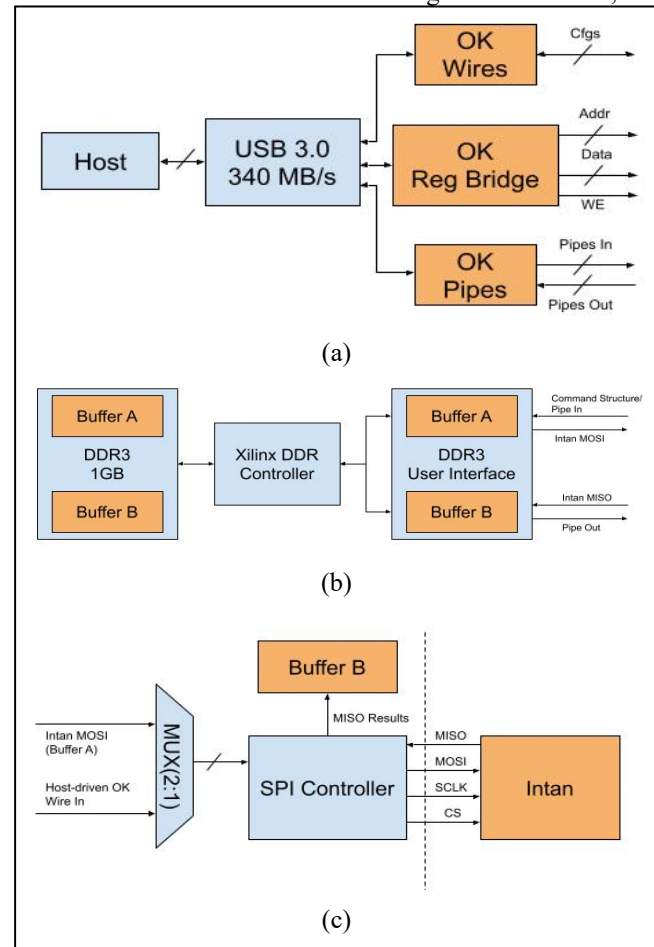 OK
Wires
Cfgs
Host
USB 3.0
340 MB/s
OK
Reg Bridge
Addr
Data
WE
OK
Pipes
Pipes In
Pipes Out
(a)
Buffer A
DDR3
1GB
Buffer B
Xilinx DDR
Controller
Buffer A
DDR3
User Interface
Buffer B
Command Structure/
Pipe In
Intan MOSI
Intan MISO
Pipe Out
(b)
Buffer B
MISO Results
Intan MOSI
(Buffer A)
Host-driven OK
Wire In
MUX(2:1)
SPI Controller
MISO
MOSI
SCLK
CS
Intan
(c)